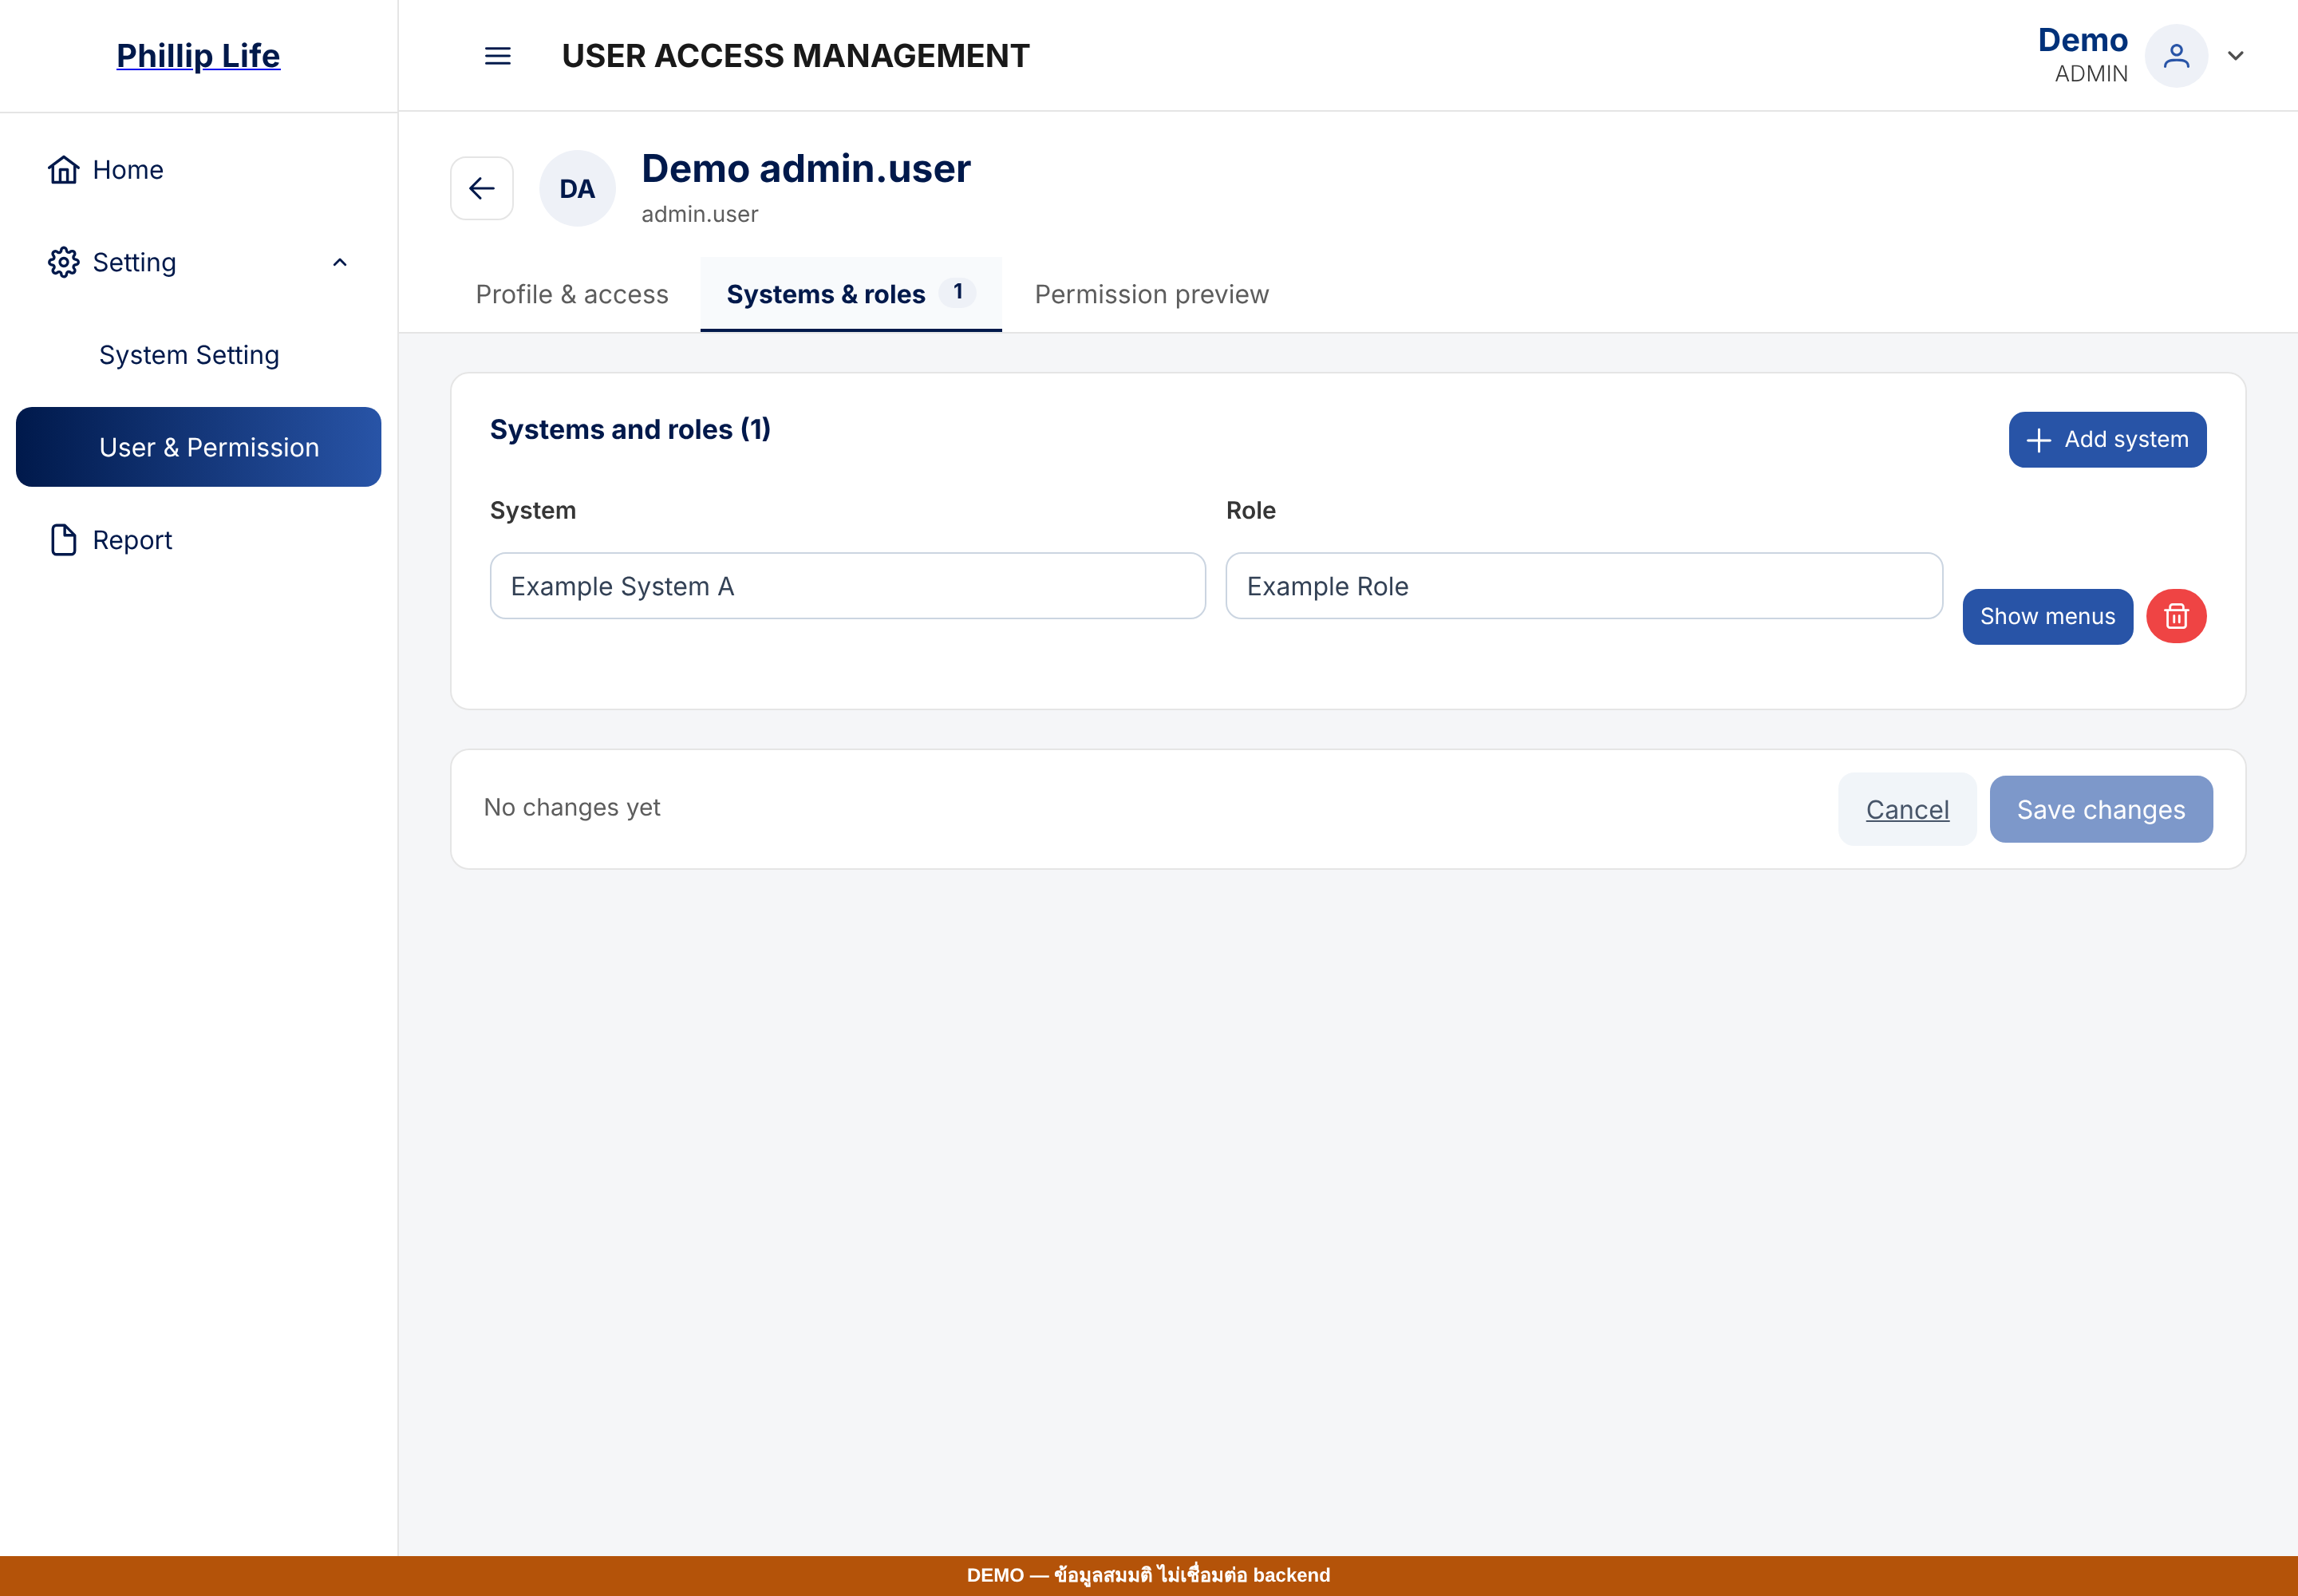 Phillip Life
USER ACCESS MANAGEMENT
Demo
ADMIN
Home
Setting
System Setting
User & Permission
Report
DA
Demo admin.user
admin.user
Profile & access
Systems & roles 1
Permission preview
Systems and roles (1)
Add system
System
Role
Example System A
Example Role
Show menus
No changes yet
Cancel
Save changes
DEMO — ข้อมูลสมมติ ไม่เชื่อมต่อ backend